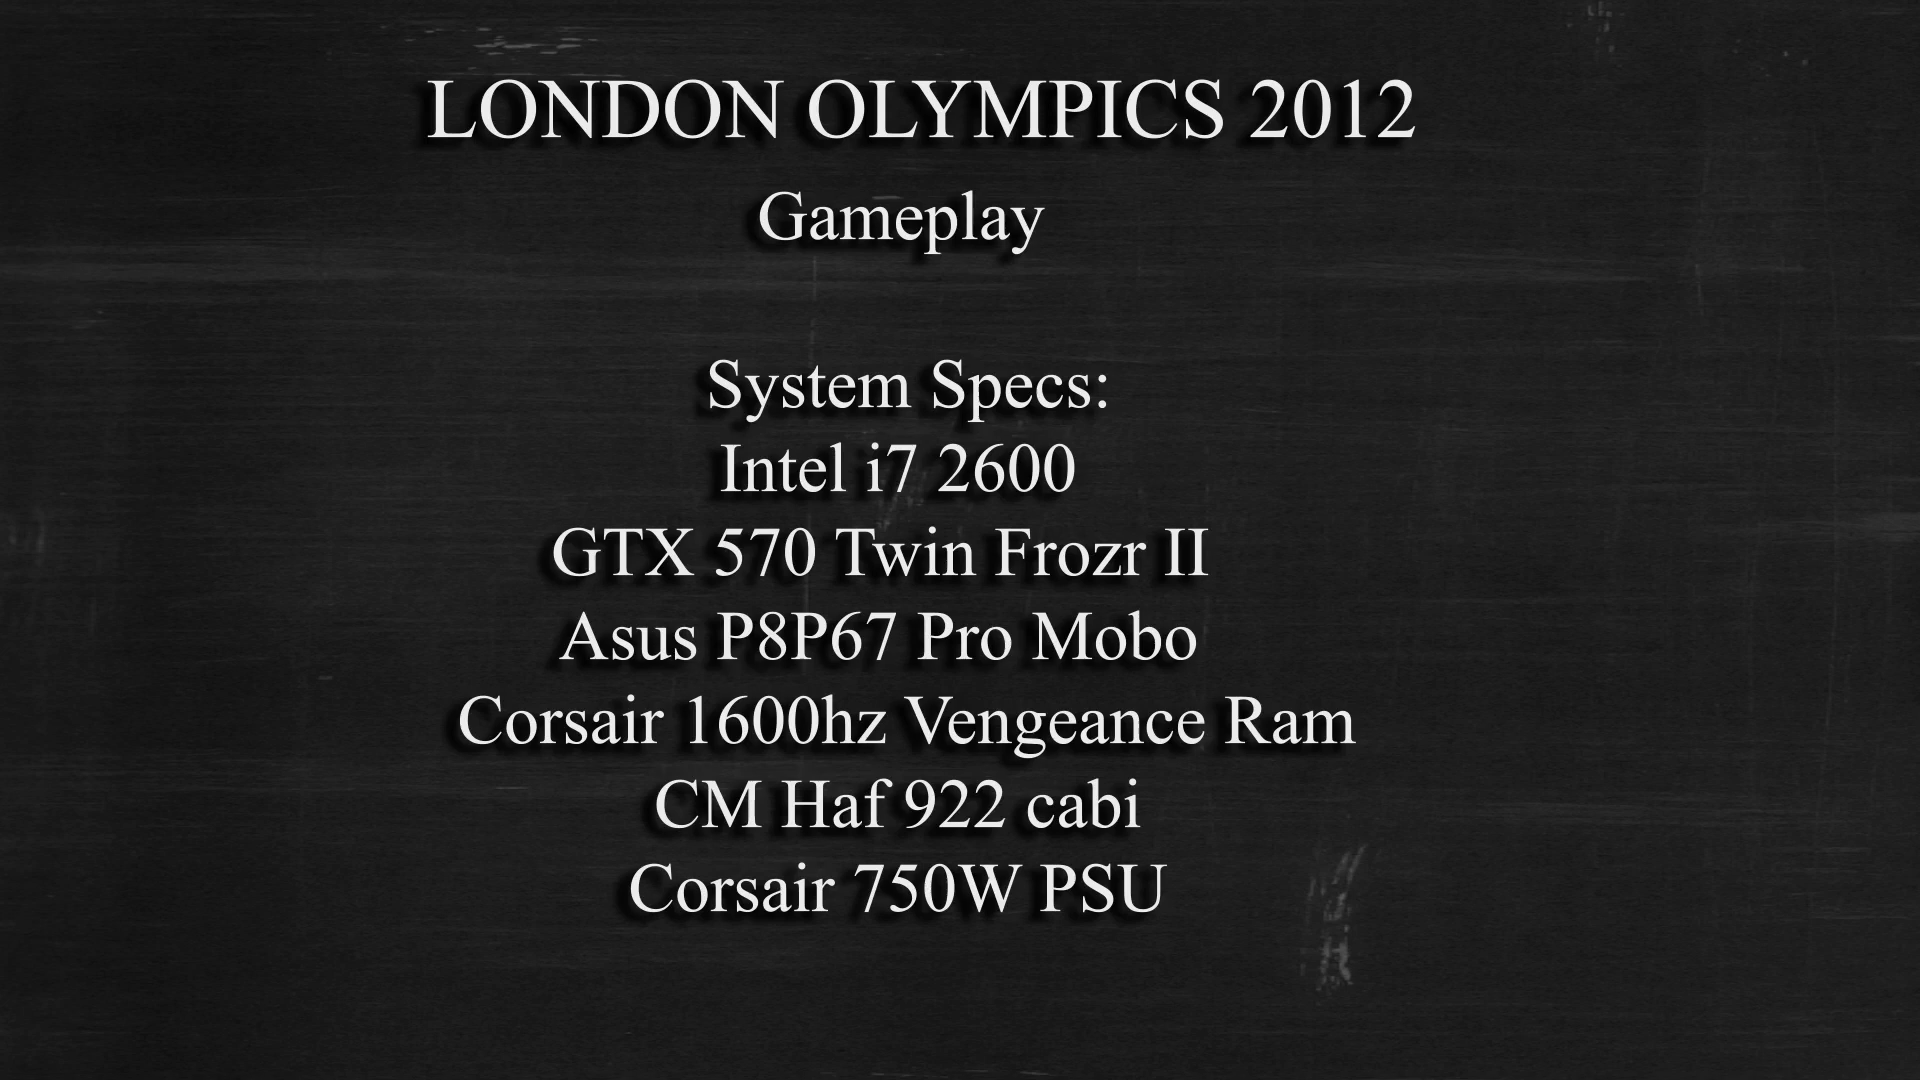 LONDON OLYMPICS 2012
Gameplay
System Specs:
Intel i7 2600
GTX 570 Twin Frozr II
Asus P8P67 Pro Mobo
Corsair 1600hz Vengeance Ram
CM Haf 922 cabi
Corsair 750W PSU